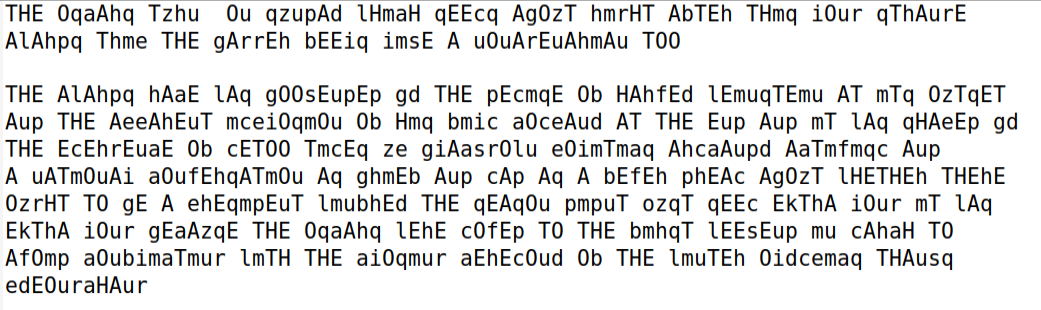 THE OqaAhq Tzhu  Ou qzupAd lHmaH qEEcq AgOzT hmrHT AbTEh THmq iOur qThAurE
AlAhpq Thme THE gArrEh bEEiq imsE A uOuArEuAhmAu TOO

THE AlAhpq hAaE lAq gOOsEupEp gd THE pEcmqE Ob HAhfEd lEmuqTEmu AT mTq OzTqET
Aup THE AeeAhEuT mceiOqmOu Ob Hmq bmic aOceAud AT THE Eup Aup mT lAq qHAeEp gd
THE EcEhrEuaE Ob cETOO TmcEq ze giAasrOlu eOimTmaq AhcaAupd AaTmfmqc Aup
A uATmOuAi aOufEhqATmOu Aq ghmEb Aup cAp Aq A bEfEh phEAc AgOzT lHETHEh THEhE
OzrHT TO gE A ehEqmpEuT lmubhEd THE qEAqOu pmpuT ozqT qEEc EkThA iOur mT lAq
EkThA iOur gEaAzqE THE OqaAhq lEhE cOfEp TO THE bmhqT lEEsEup mu cAhaH TO
AfOmp aOubimaTmur lmTH THE aiOqmur aEhEcOud Ob THE lmuTEh Oidcemaq THAusq
edEOuraHAur